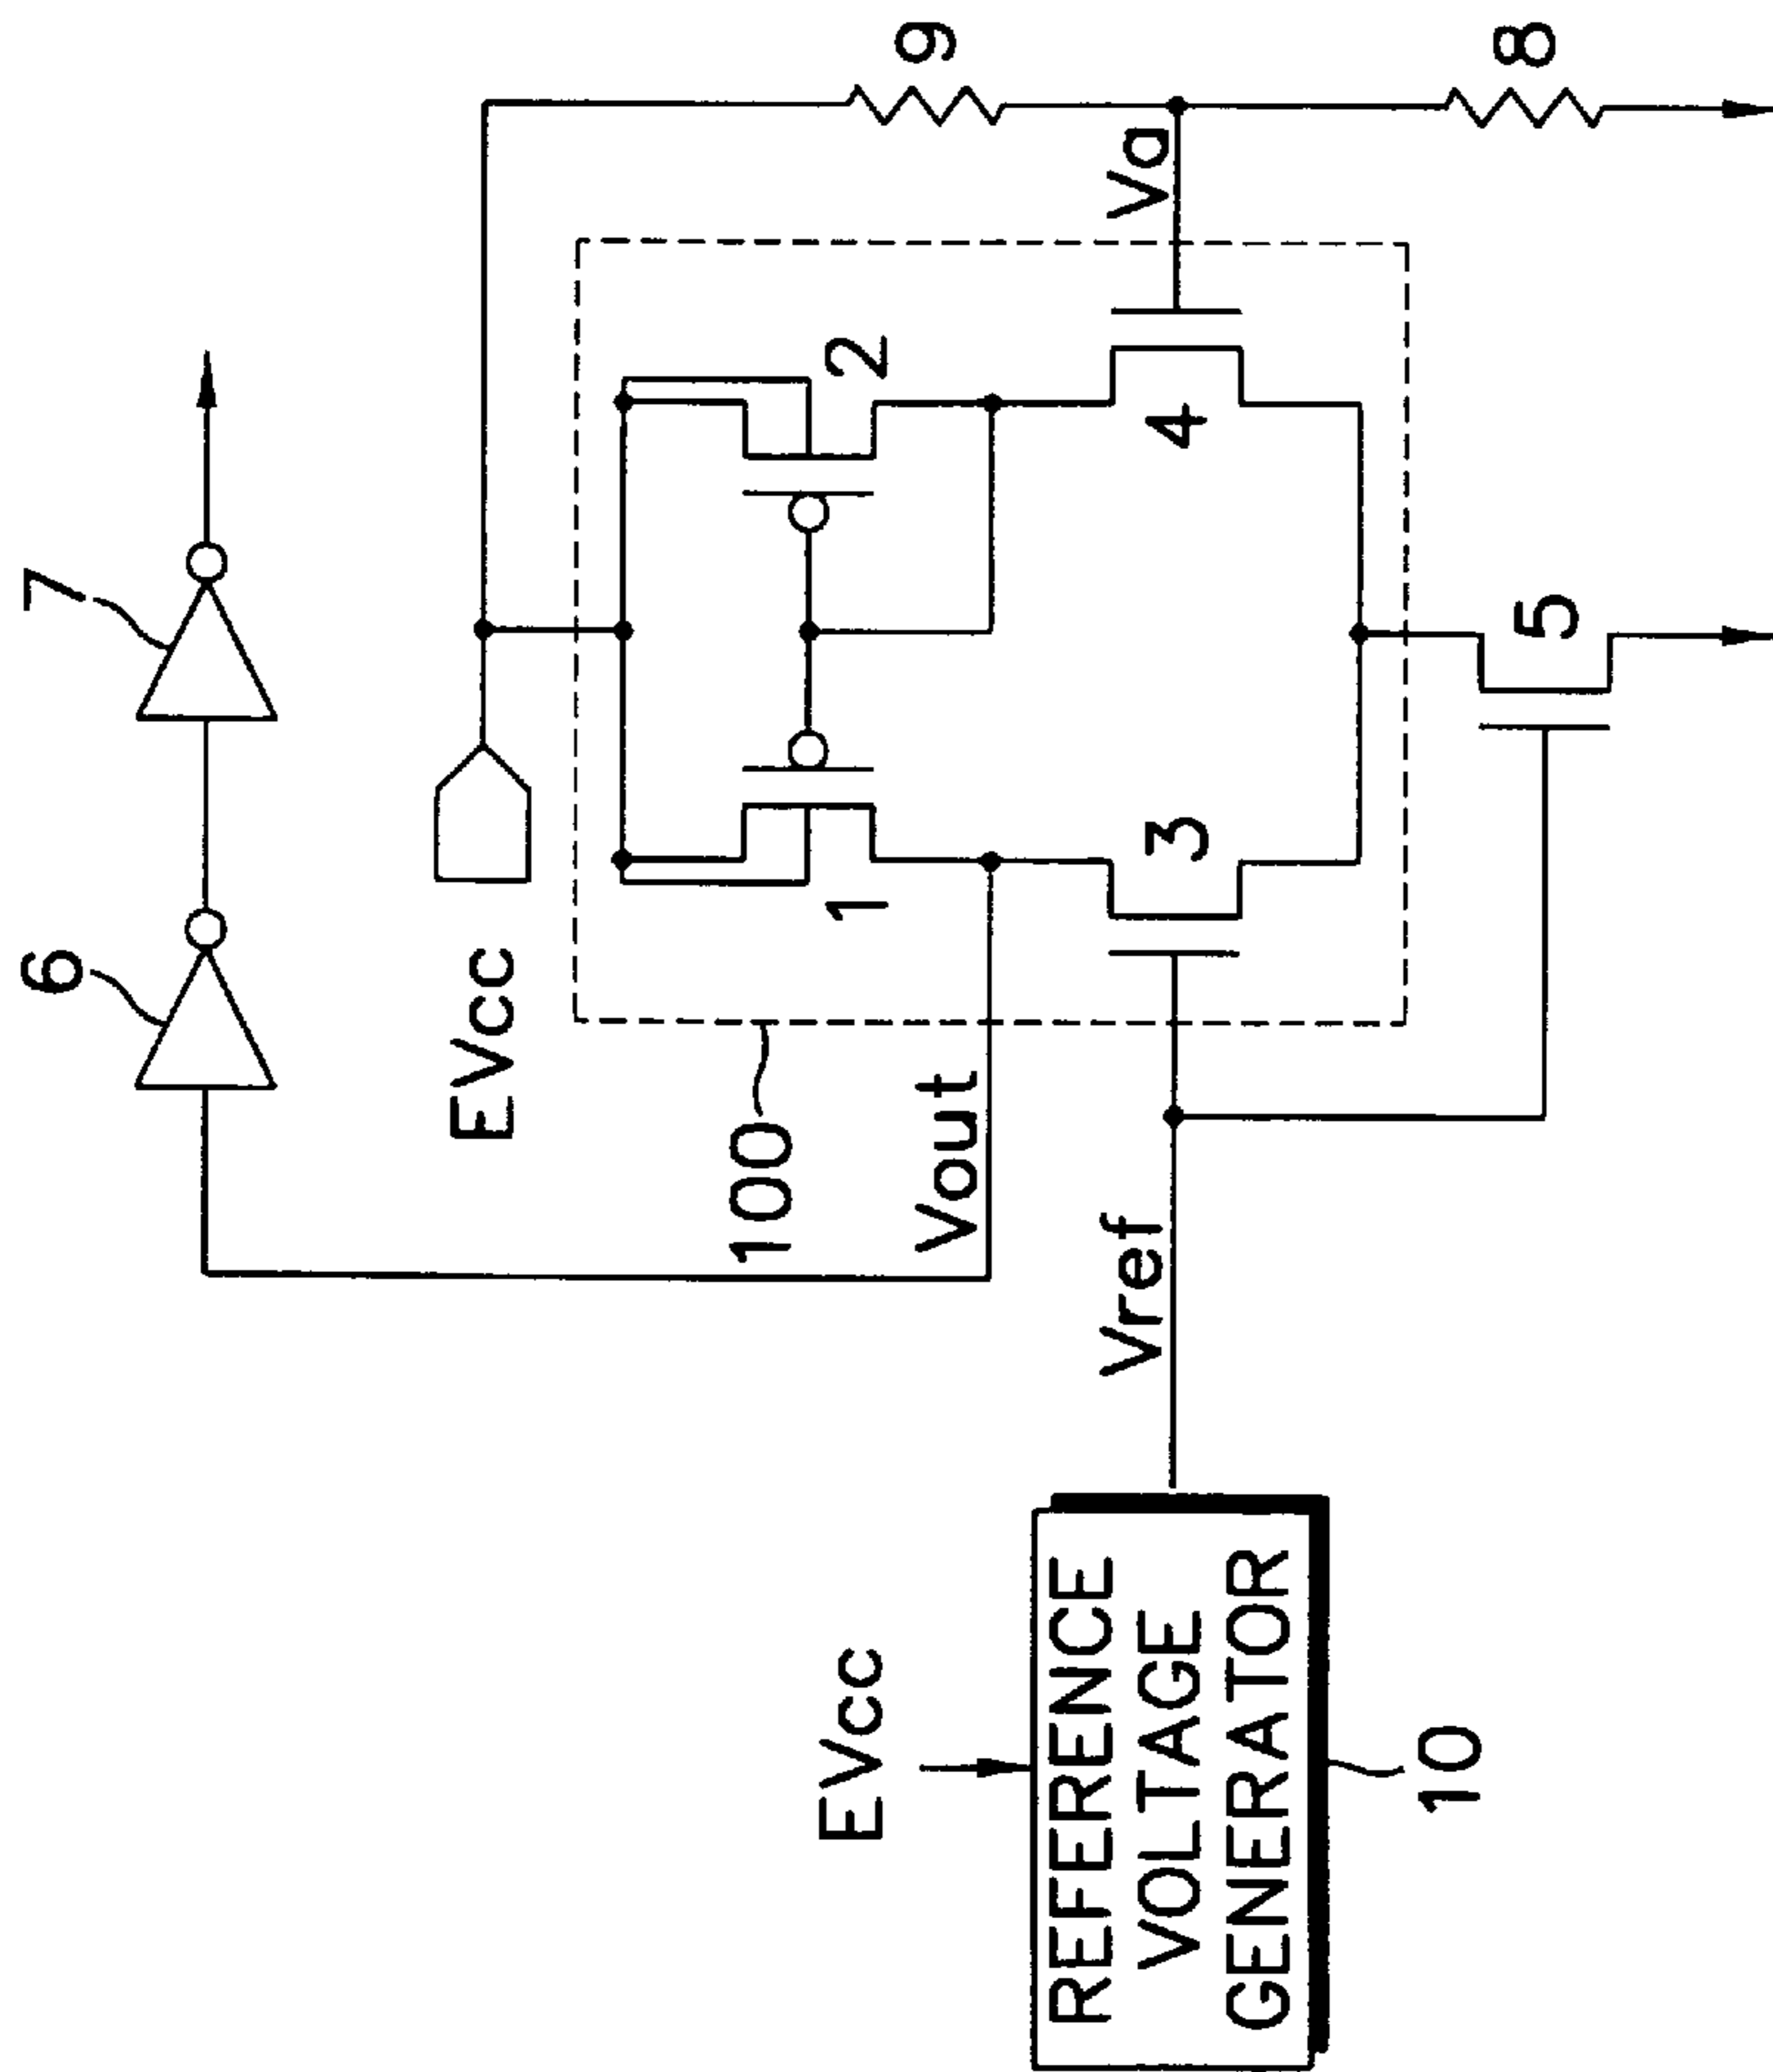 6
7
EVcc
9
100
1
2
Va
Vout
3
4
Vref
5
8
EVcc
REFERENCE
VOLTAGE
GENERATOR
10